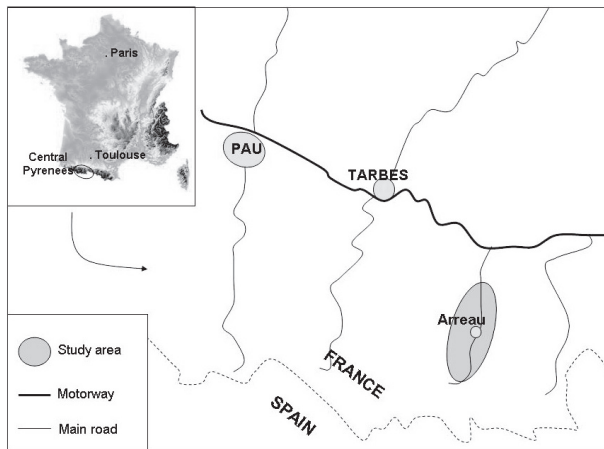 Paris
Toulouse
Central
Pyrenees
PAU
TARBES
Arreau
FRANCE
SPAIN
Study area
Motorway
Main road